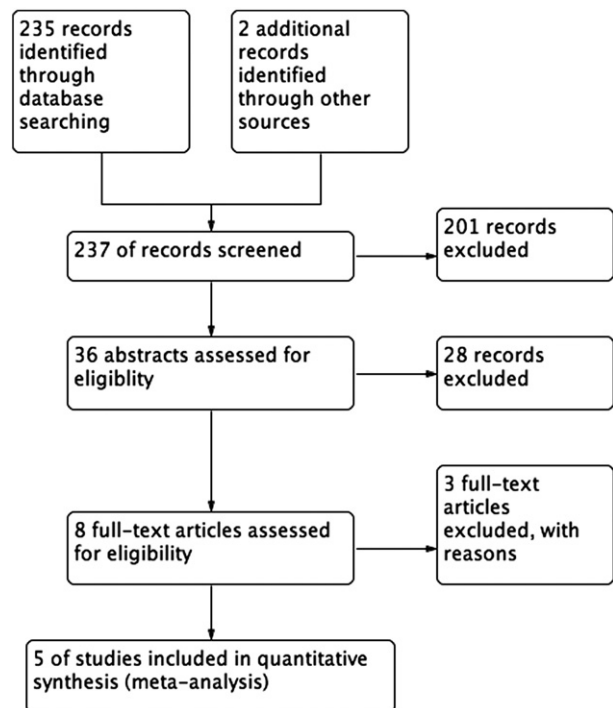 235 records
identified
through
database
searching
2 additional
records
identified
through other
sources
237 of records screened
201 records
excluded
36 abstracts assessed for
eligiblity
28 records
excluded
8 full-text articles assessed
for eligibility
3 full-text
articles
excluded, with
reasons
5 of studies included in quantitative
synthesis (meta-analysis)